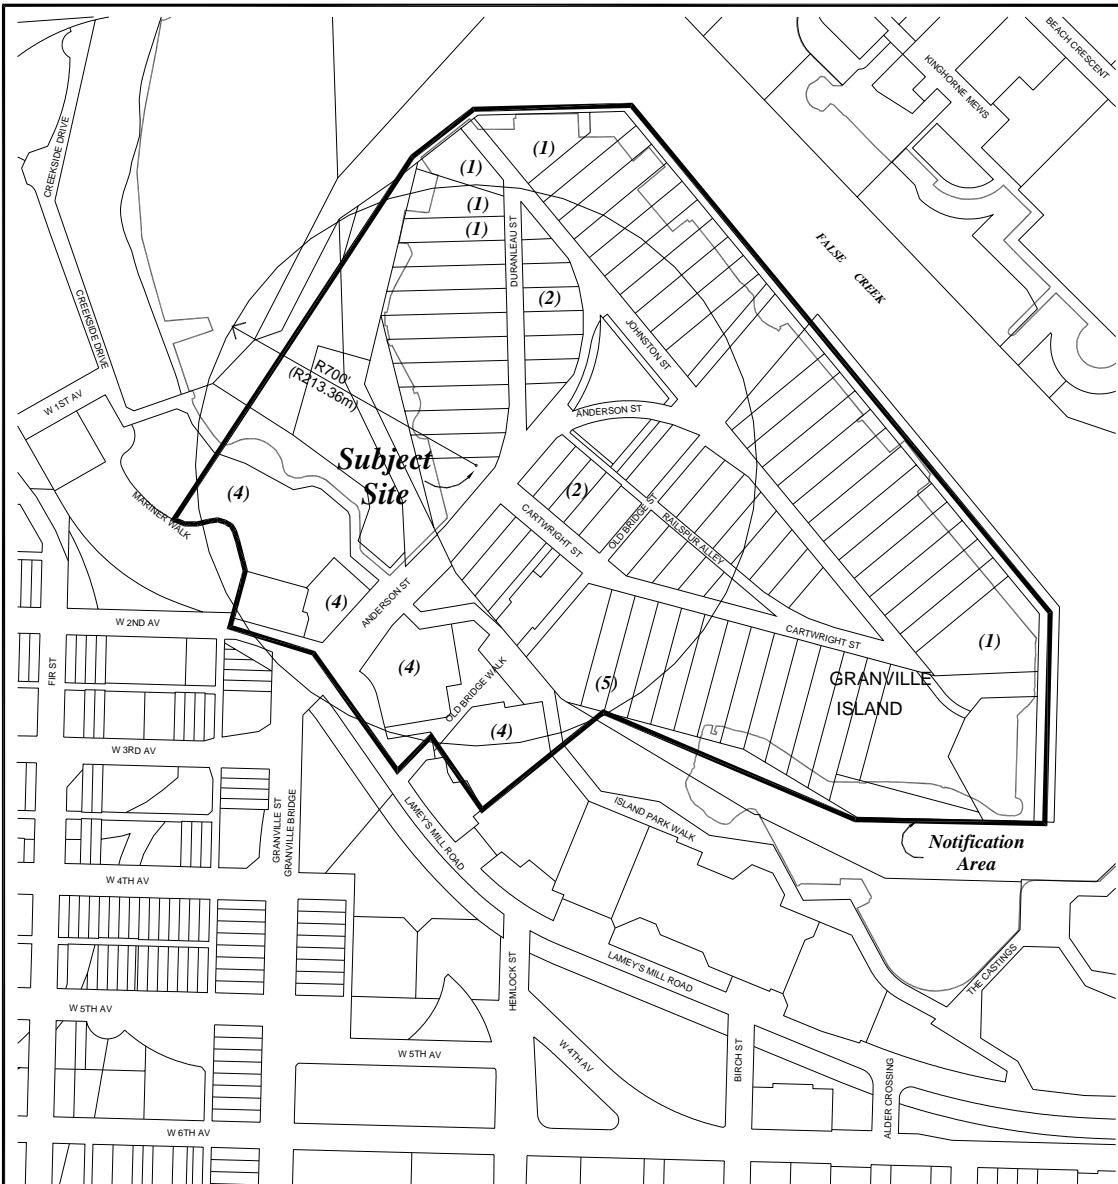 BEACH CRESCENT
KINGHORNE MEWS
CREEKSIDE DRIVE
(1)
(1)
(1)
(1)
DURANLEAU ST
FALSE CREEK
(2)
CREEKSIDE DRIVE
JOHNSTON ST
R700'
(R213.36m)
W 1ST AV
ANDERSON ST
Subject
Site
(4)
MARINER WALK
(2)
CARTWRIGHT ST
OLD BRIDGE ST
RAILSPUR ALLEY
ANDERSON ST
(4)
W 2ND AV
CARTWRIGHT ST
(1)
FIR ST
(4)
OLD BRIDGE WALK
(5)
GRANVILLE
ISLAND
(4)
W 3RD AV
GRANVILLE ST
GRANVILLE BRIDGE
LAMEY'S MILL ROAD
ISLAND PARK WALK
Notification
Area
W 4TH AV
HEMLOCK ST
LAMEY'S MILL ROAD
THE CASTINGS
W 5TH AV
W 5TH AV
W 4TH AV
BIRCH ST
ALDER CROSSING
W 6TH AV